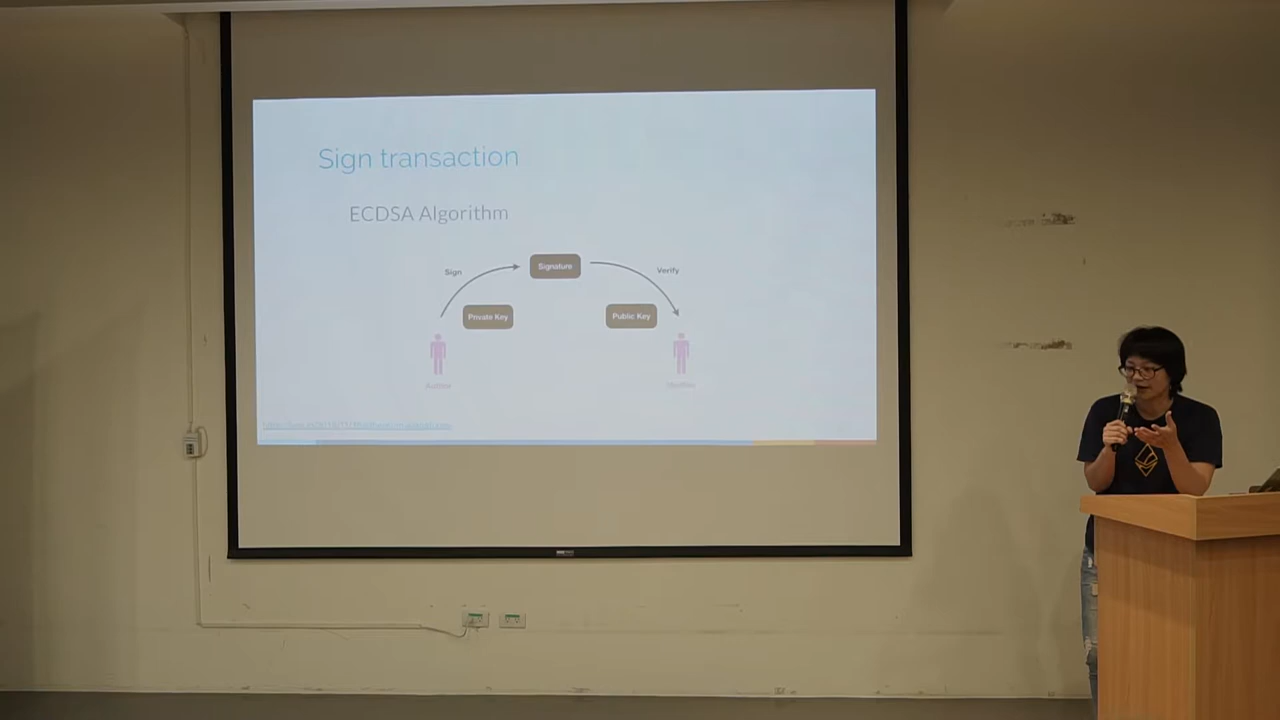 Sign transaction
ECDSA Algorithm
Sign
Signature
Verify
Private Key
Public Key